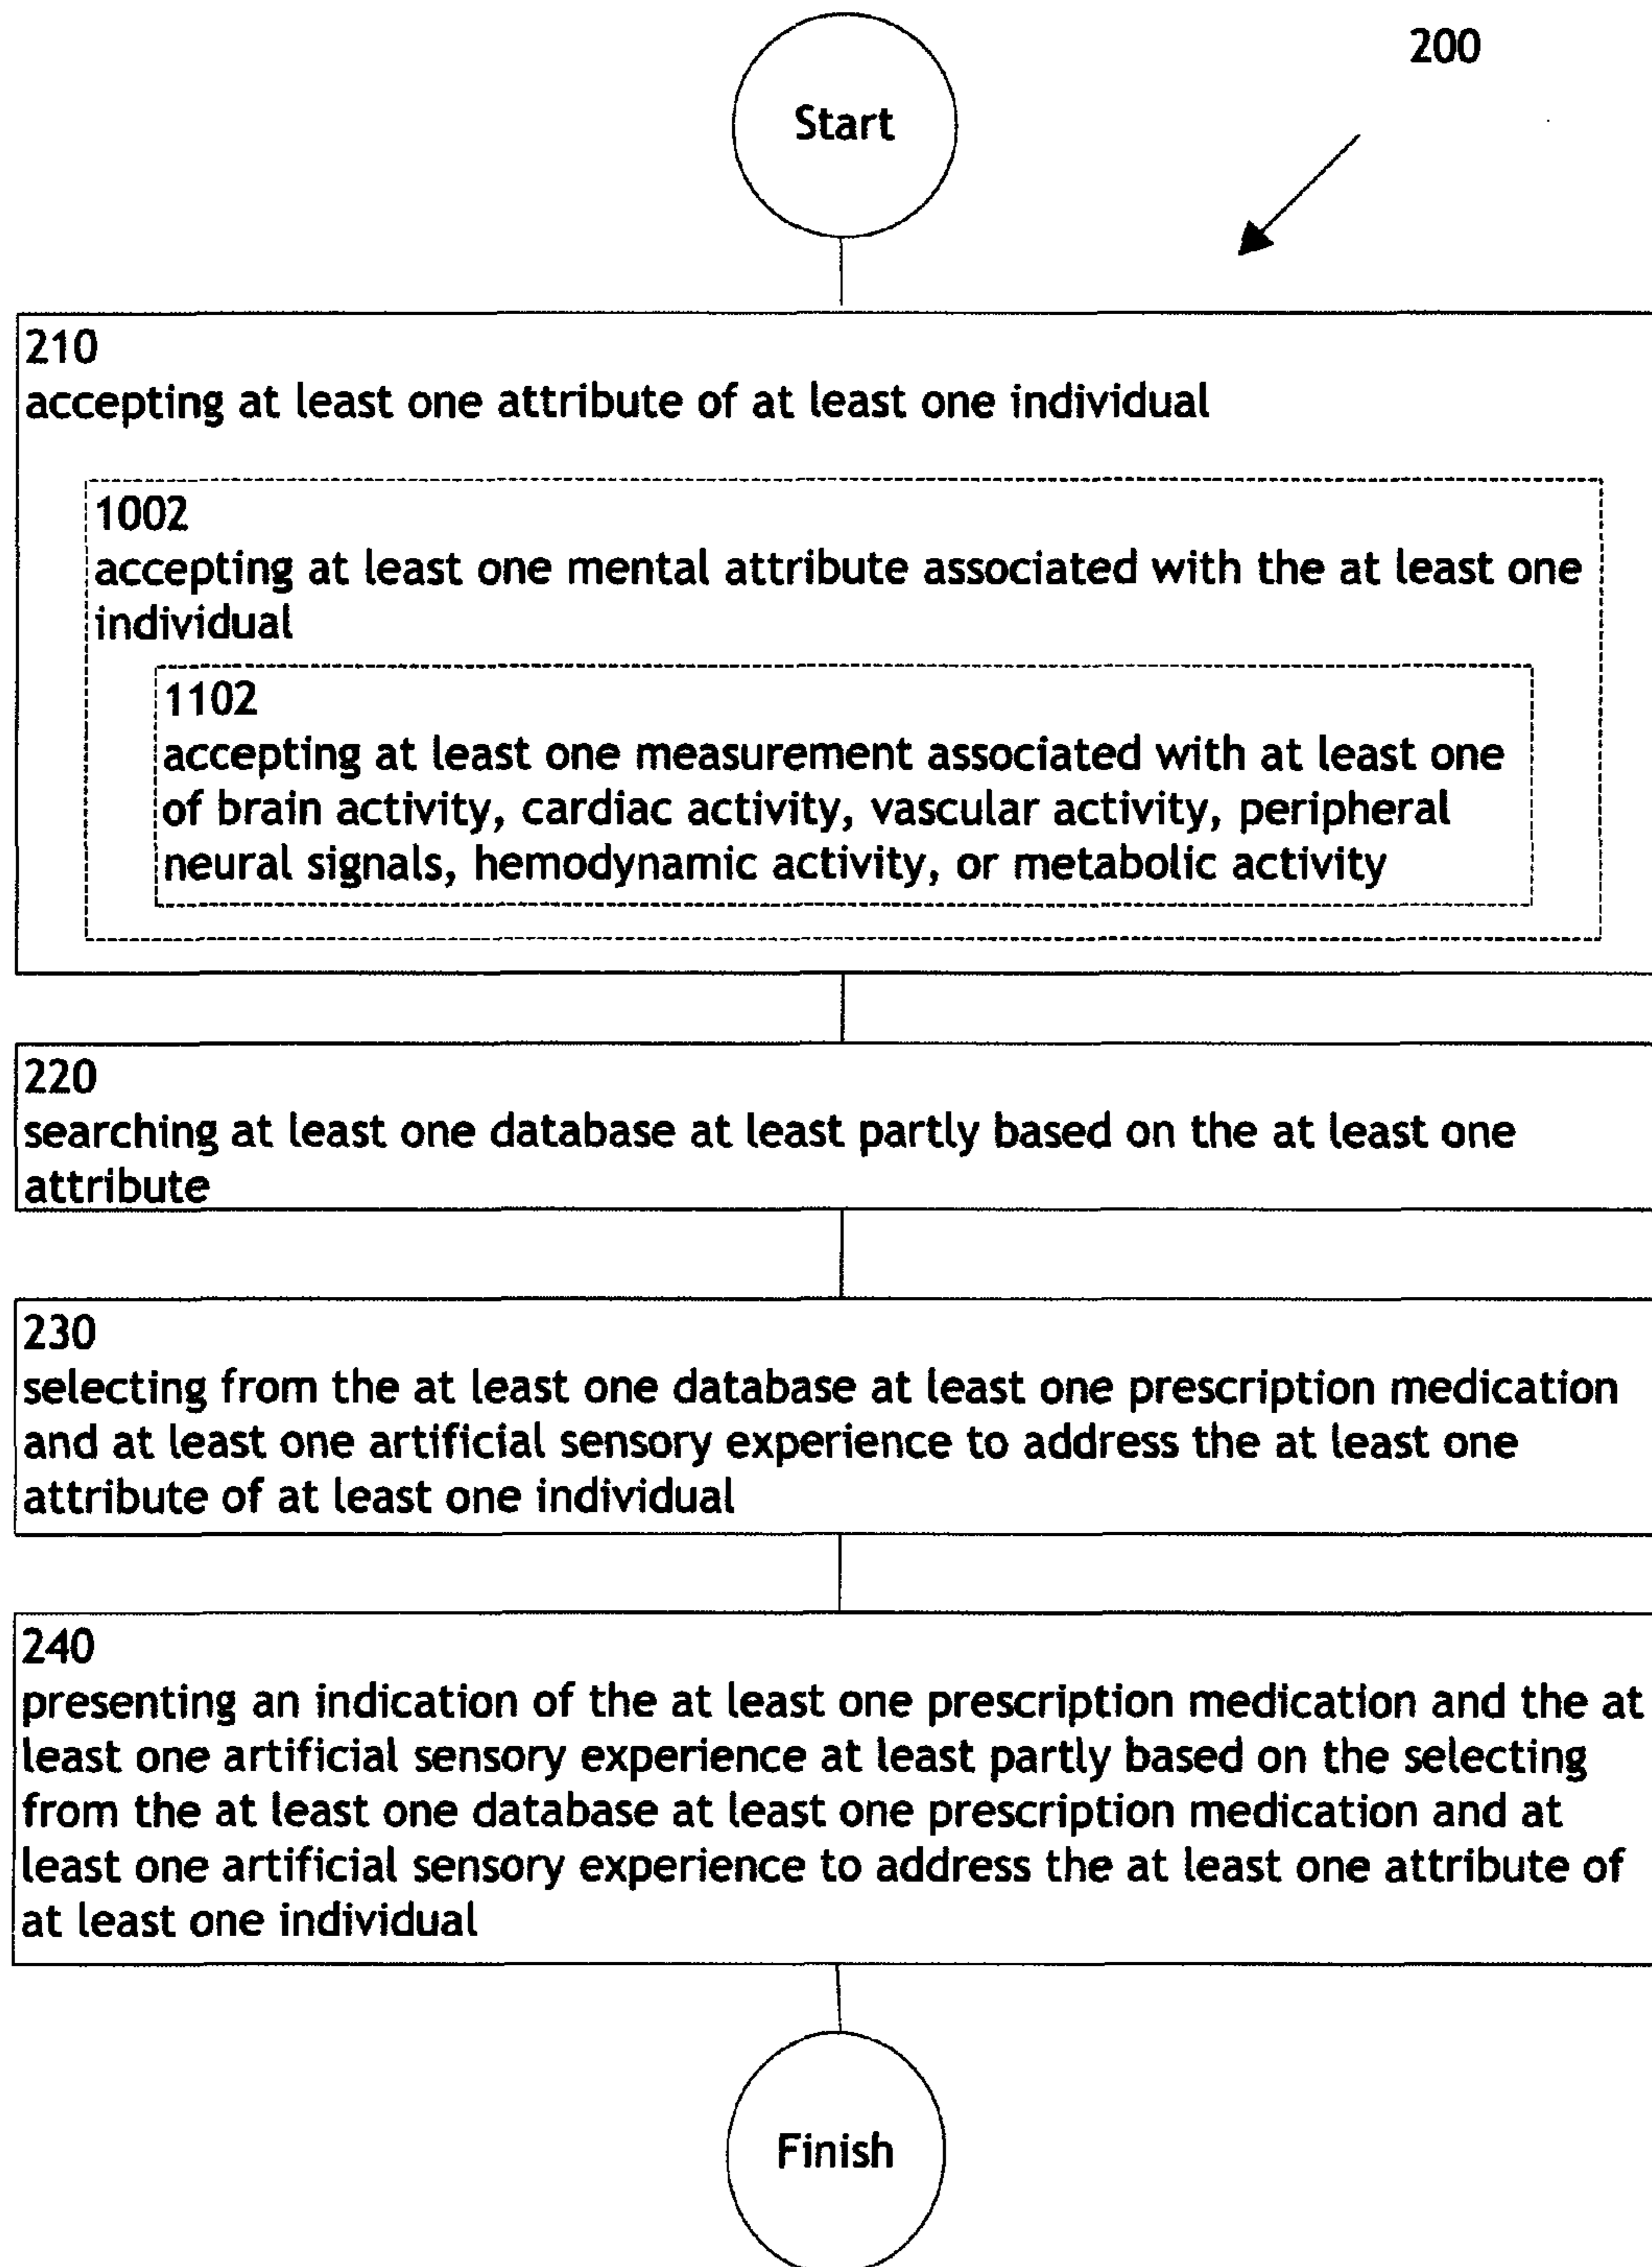 200
Start
210
accepting at least one attribute of at least one individual
1002
accepting at least one mental attribute associated with the at least one
individual
1102
accepting at least one measurement associated with at least one
of brain activity, cardiac activity, vascular activity, peripheral
neural signals, hemodynamic activity, or metabolic activity
220
searching at least one database at least partly based on the at least one
attribute
230
selecting from the at least one database at least one prescription medication
and at least one artificial sensory experience to address the at least one
attribute of at least one individual
240
presenting an indication of the at least one prescription medication and the at
least one artificial sensory experience at least partly based on the selecting
from the at least one database at least one prescription medication and at
least one artificial sensory experience to address the at least one attribute of
at least one individual
Finish